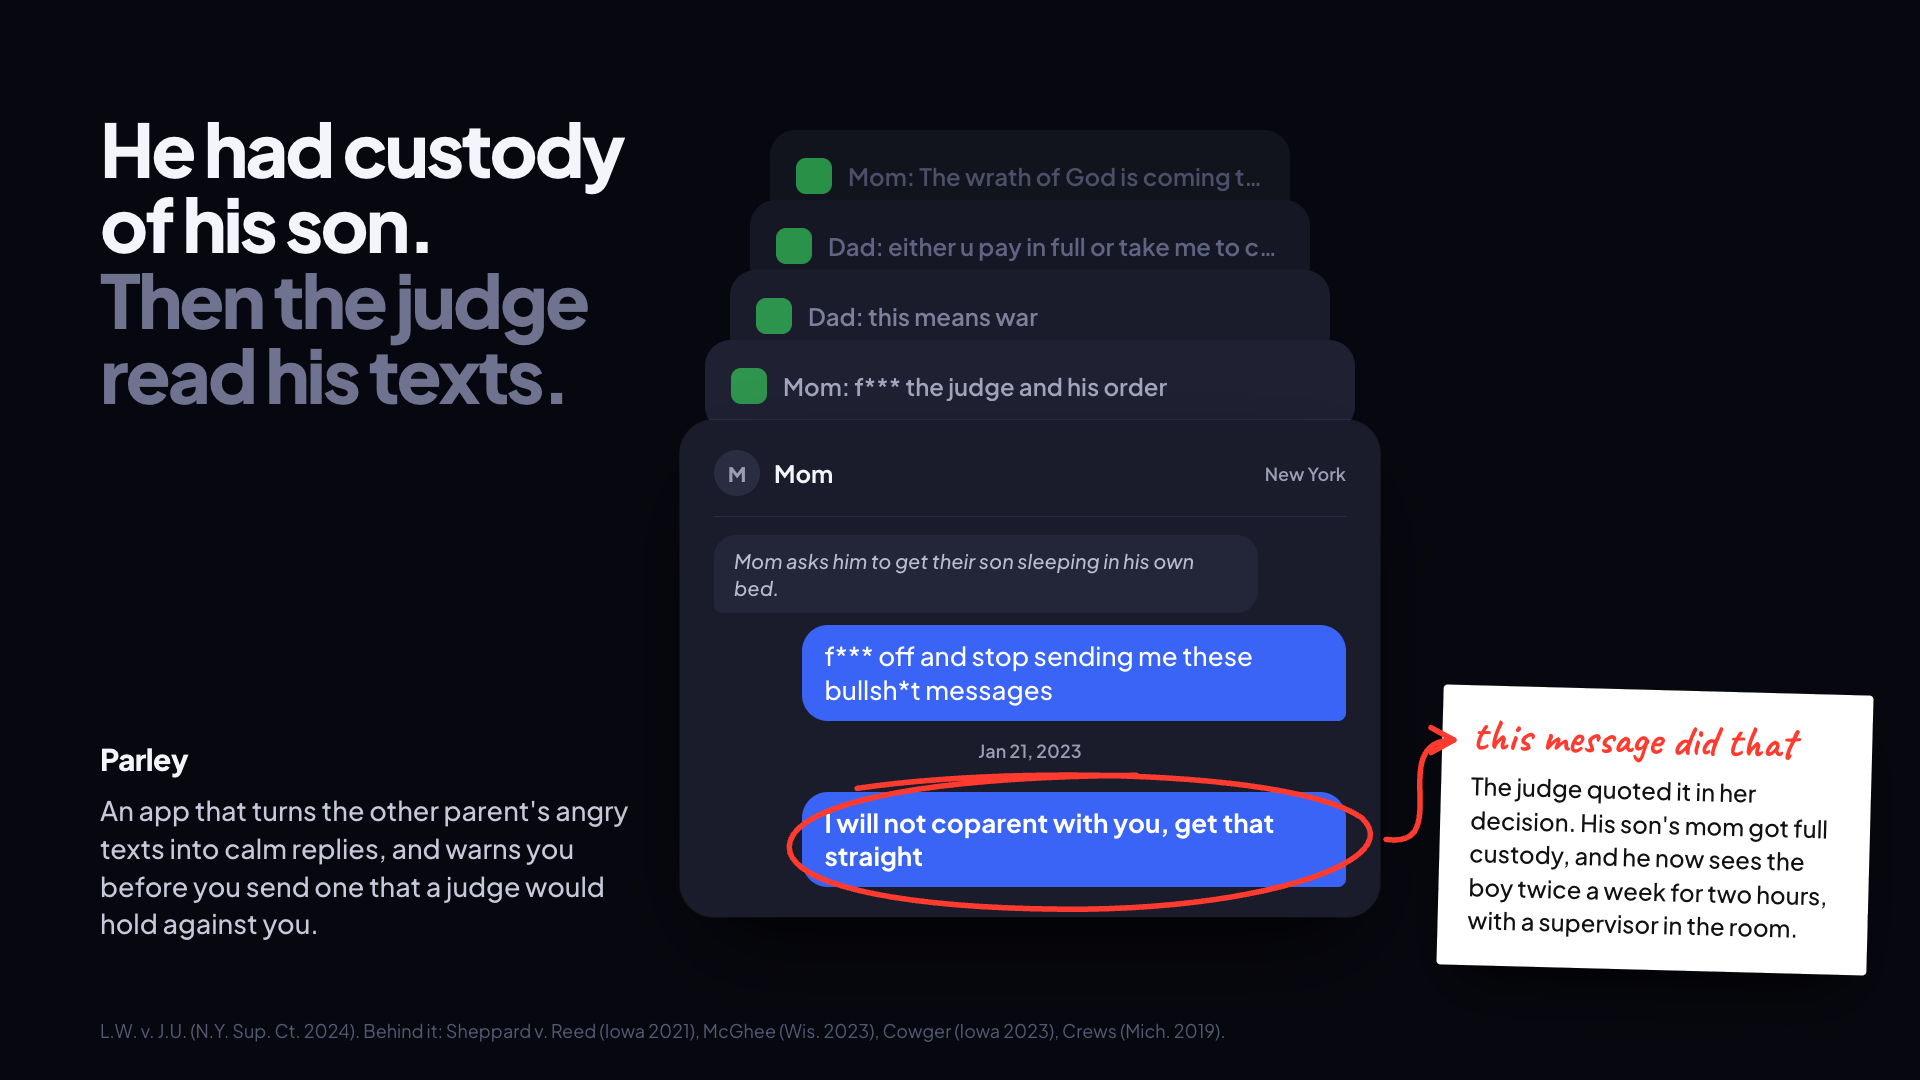 He had custody
of his son.
Then the judge
read his texts.
Mom: The wrath of God is coming t...
Dad: either u pay in full or take me to c...
Dad: this means war
Mom: f*** the judge and his order
M
Mom
New York
Mom asks him to get their son sleeping in his own
bed.
f*** off and stop sending me these
bullsh*t messages
Jan 21, 2023
I will not coparent with you, get that
straight
this message did that
The judge quoted it in her
decision. His son's mom got full
custody, and he now sees the
boy twice a week for two hours,
with a supervisor in the room.
Parley
An app that turns the other parent's angry
texts into calm replies, and warns you
before you send one that a judge would
hold against you.
L.W. v. J.U. (N.Y. Sup. Ct. 2024). Behind it: Sheppard v. Reed (Iowa 2021), McGhee (Wis. 2023), Cowger (Iowa 2023), Crews (Mich. 2019).